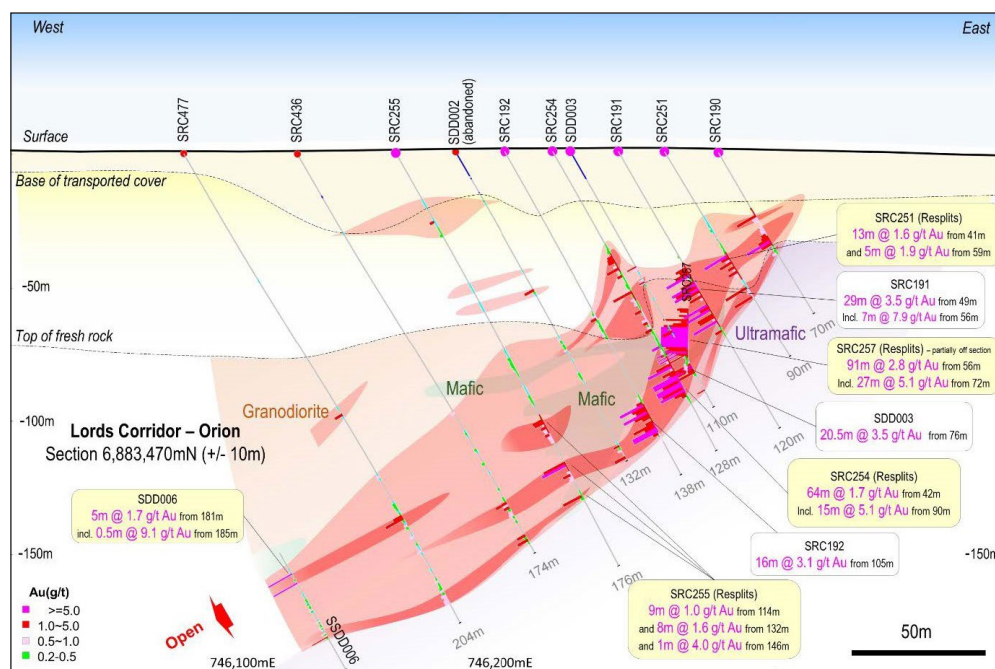 West
East
SRC477
SRC436
SRC255
SDD002
(abandoned)
SRC192
SRC254
SDD003
SRC191
SRC251
SRC190
Surface
Base of transported cover
-50m
Top of fresh rock
-100m
-150m
-150m
SRC257
Granodiorite
Mafic
Mafic
Ultramafic
Lords Corridor – Orion
Section 6,883,470mN (+/- 10m)
SRC251 (Resplits)
13m @ 1.6 g/t Au from 41m
and 5m @ 1.9 g/t Au from 59m
SRC191
29m @ 3.5 g/t Au from 49m
Incl. 7m @ 7.9 g/t Au from 56m
SRC257 (Resplits) – partially off section
91m @ 2.8 g/t Au from 56m
Incl. 27m @ 5.1 g/t Au from 72m
SDD003
20.5m @ 3.5 g/t Au from 76m
SRC254 (Resplits)
64m @ 1.7 g/t Au from 42m
Incl. 15m @ 5.1 g/t Au from 90m
SRC192
16m @ 3.1 g/t Au from 105m
SRC255 (Resplits)
9m @ 1.0 g/t Au from 114m
and 8m @ 1.6 g/t Au from 132m
and 1m @ 4.0 g/t Au from 146m
SDD006
5m @ 1.7 g/t Au from 181m
incl. 0.5m @ 9.1 g/t Au from 185m
70m
90m
120m
110m
128m
138m
132m
176m
174m
204m
SSDD006
Au(g/t)
>=5.0
1.0~5.0
0.5~1.0
0.2-0.5
Open
746,100mE
746,200mE
50m